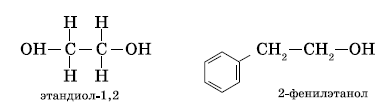 H H
OH—C—C—OH
H H
этандиол-1,2
CH₂—CH₂—OH
2-фенилэтанол